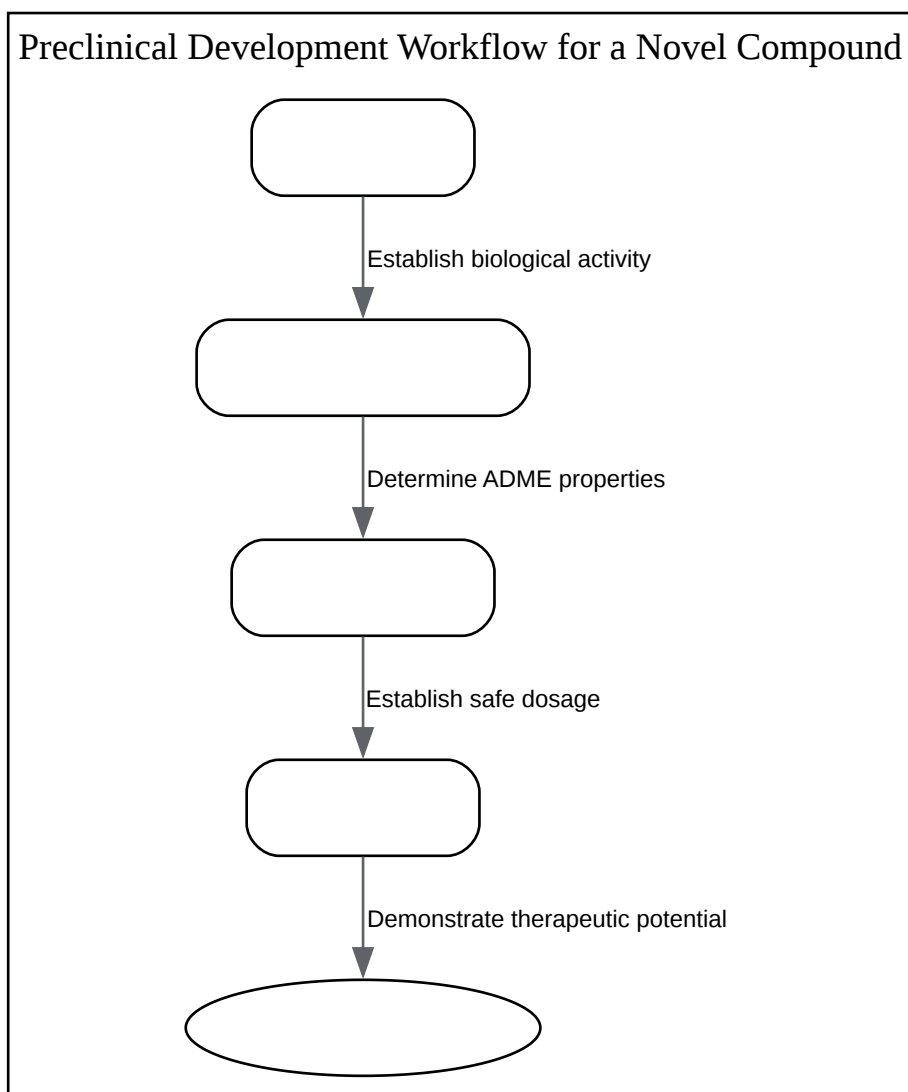 Preclinical Development Workflow for a Novel Compound
Establish biological activity
Determine ADME properties
Establish safe dosage
Demonstrate therapeutic potential